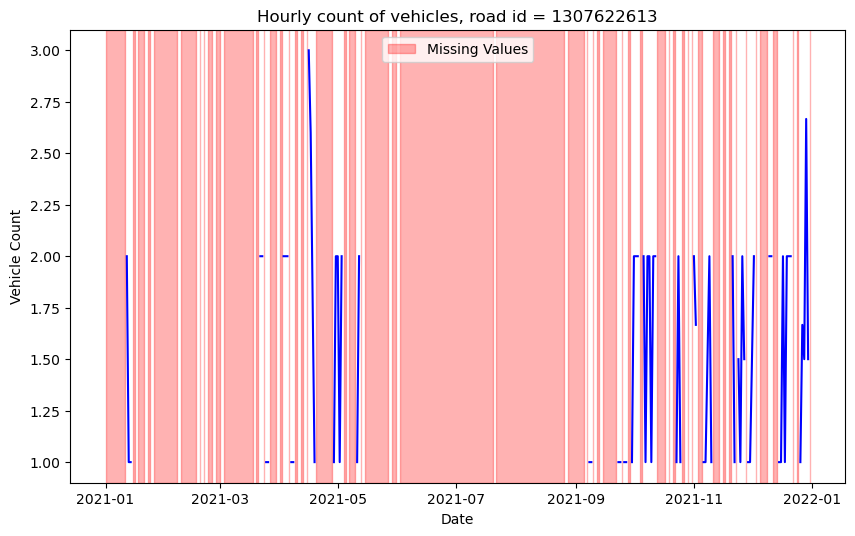 Hourly count of vehicles, road id = 1307622613
Missing Values
Vehicle Count
3.00
2.75
2.50
2.25
2.00
1.75
1.50
1.25
1.00
2021-01 2021-03 2021-05 2021-07 2021-09 2021-11 2022-01
Date